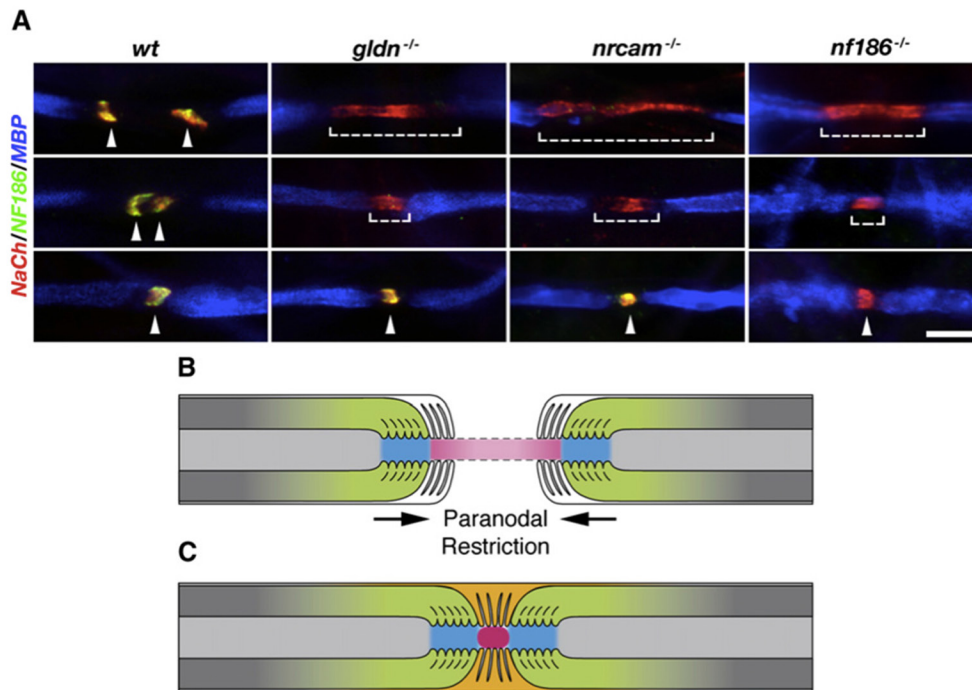 A
wt gldn-/- nrcam-/- nf186-/-
NaCh/NF186/MBP
B
Paranodal
Restriction
C